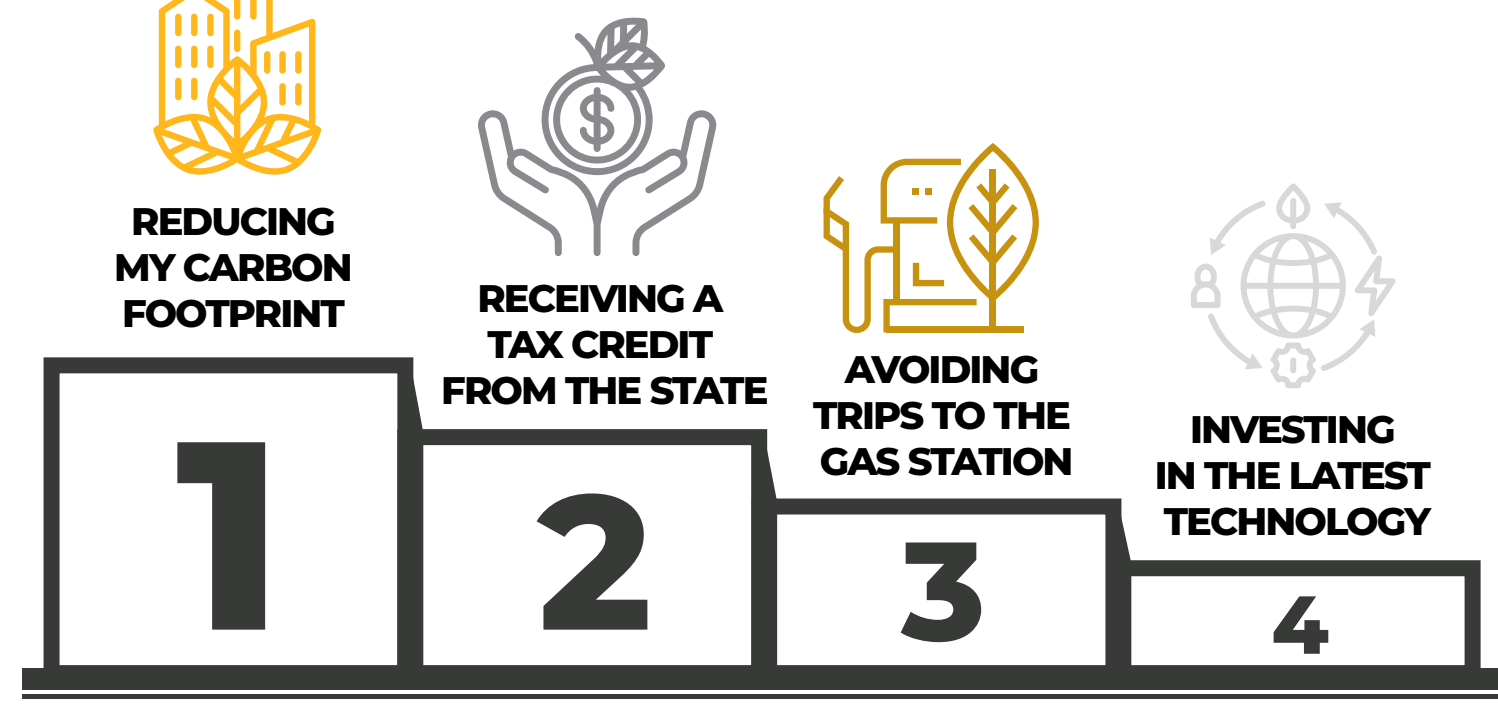 REDUCING
MY CARBON
FOOTPRINT
1
$
RECEIVING A
TAX CREDIT
FROM THE STATE
2
AVOIDING
TRIPS TO THE
GAS STATION
3
INVESTING
IN THE LATEST
TECHNOLOGY
4